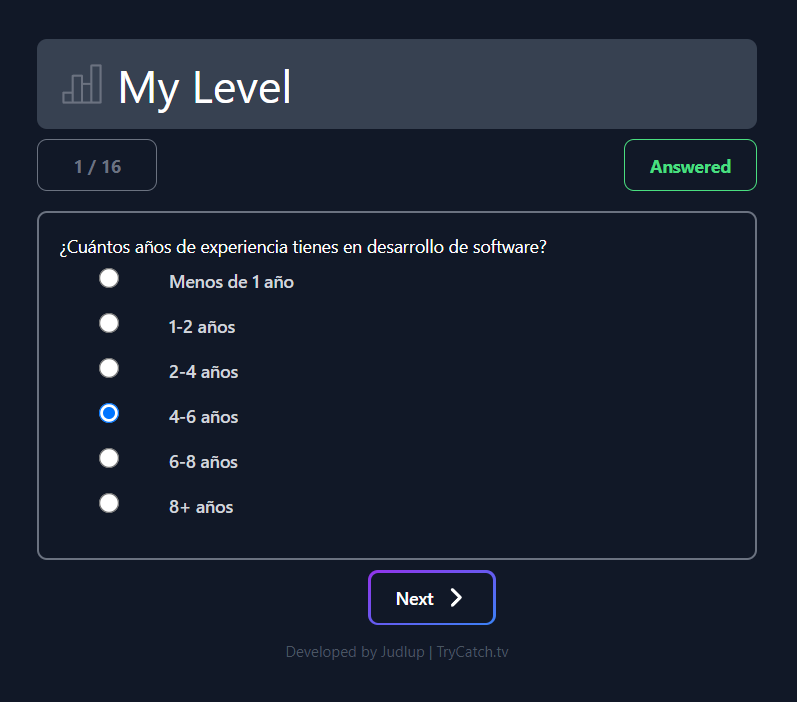 My Level
1 / 16
Answered
¿Cuántos años de experiencia tienes en desarrollo de software?
Menos de 1 año
1-2 años
2-4 años
4-6 años
6-8 años
8+ años
Next
Developed by Judlup | TryCatch.tv